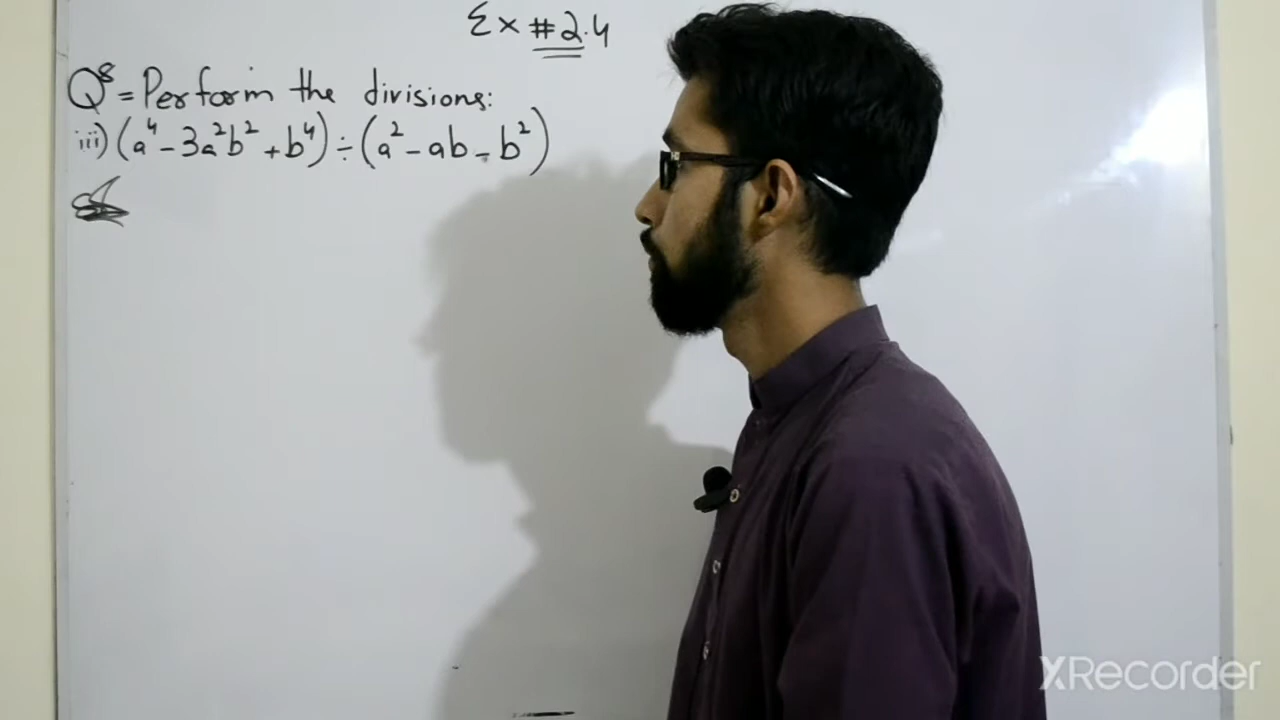 Ex #2.4
Q8 = Perform the divisions:
iii) (a⁴ - 3a²b² + b⁴) ÷ (a² - ab - b²)
XRecorder